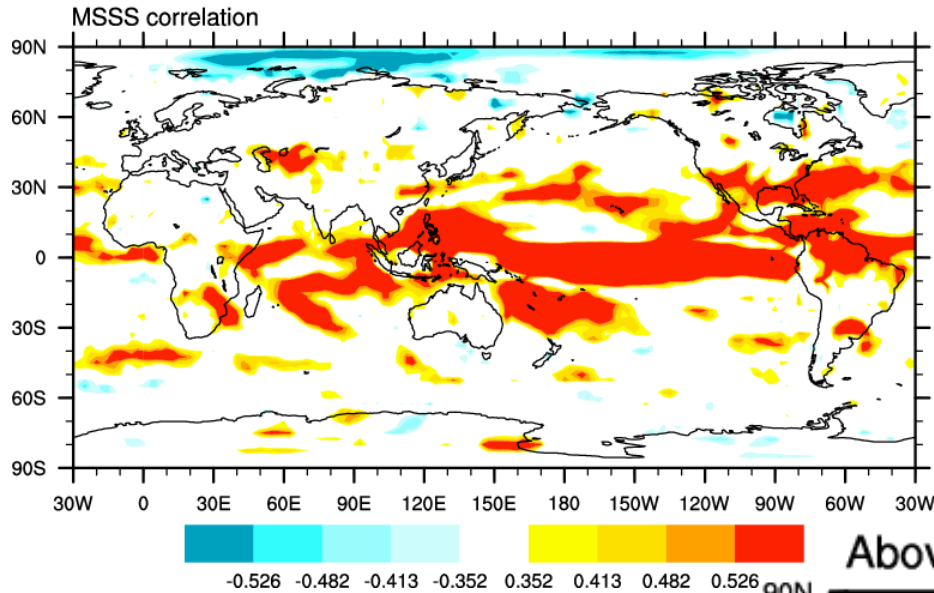 MSSS correlation
90N
60N
30N
0
30S
60S
90S
30W 0 30E 60E 90E 120E 150E 180 150W 120W 90W 60W 30W
-0.526 -0.482 -0.413 -0.352 0.352 0.413 0.482 0.526
Abov
90N